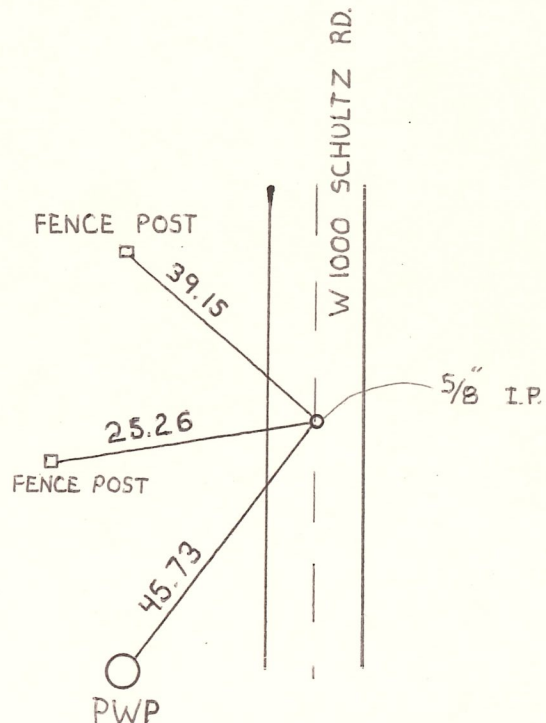 W 1000 SCHULTZ RD.
FENCE POST
39.15
5/8" I.P.
25.26
FENCE POST
45.73
PWP